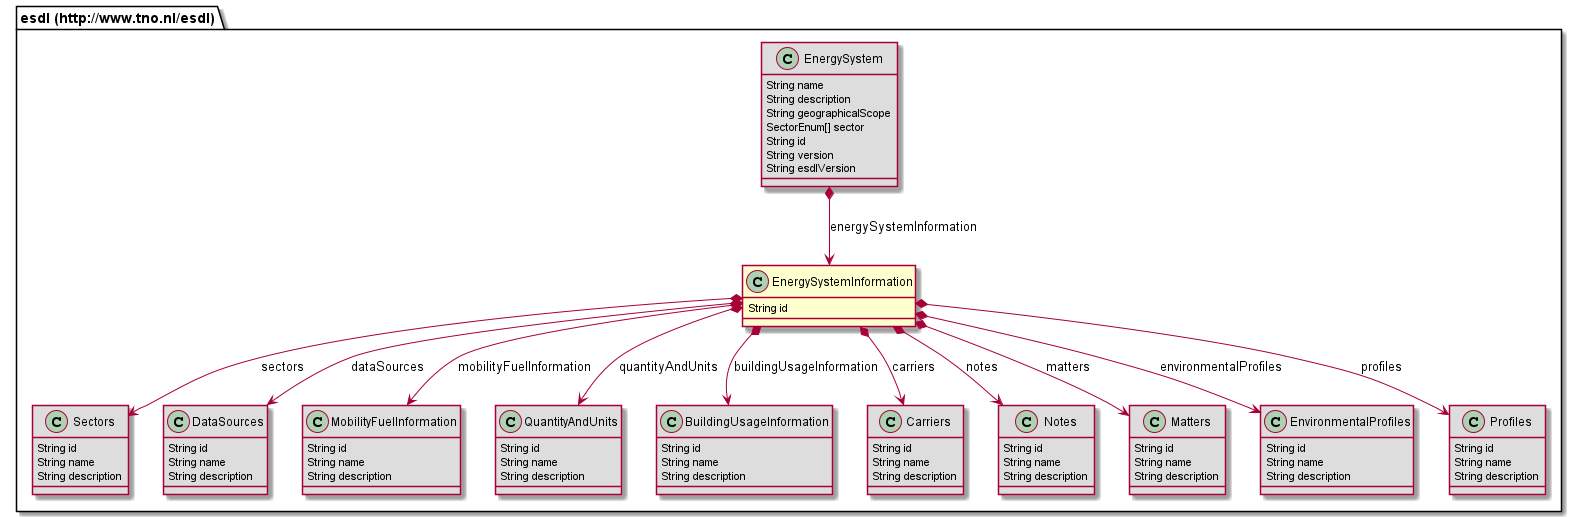 esdl (http://www.tno.nl/esdl)
C EnergySystem
String name
String description
String geographicalScope
SectorEnum[] sector
String id
String version
String esdlVersion
energySystemInformation
C EnergySystemInformation
String id
sectors
dataSources
mobilityFuelInformation
quantityAndUnits
buildingUsageInformation
carriers
notes
matters
environmentalProfiles
profiles
C Sectors
String id
String name
String description
C DataSources
String id
String name
String description
C MobilityFuelInformation
String id
String name
String description
C QuantityAndUnits
String id
String name
String description
C BuildingUsageInformation
String id
String name
String description
C Carriers
String id
String name
String description
C Notes
String id
String name
String description
C Matters
String id
String name
String description
C EnvironmentalProfiles
String id
String name
String description
C Profiles
String id
String name
String description